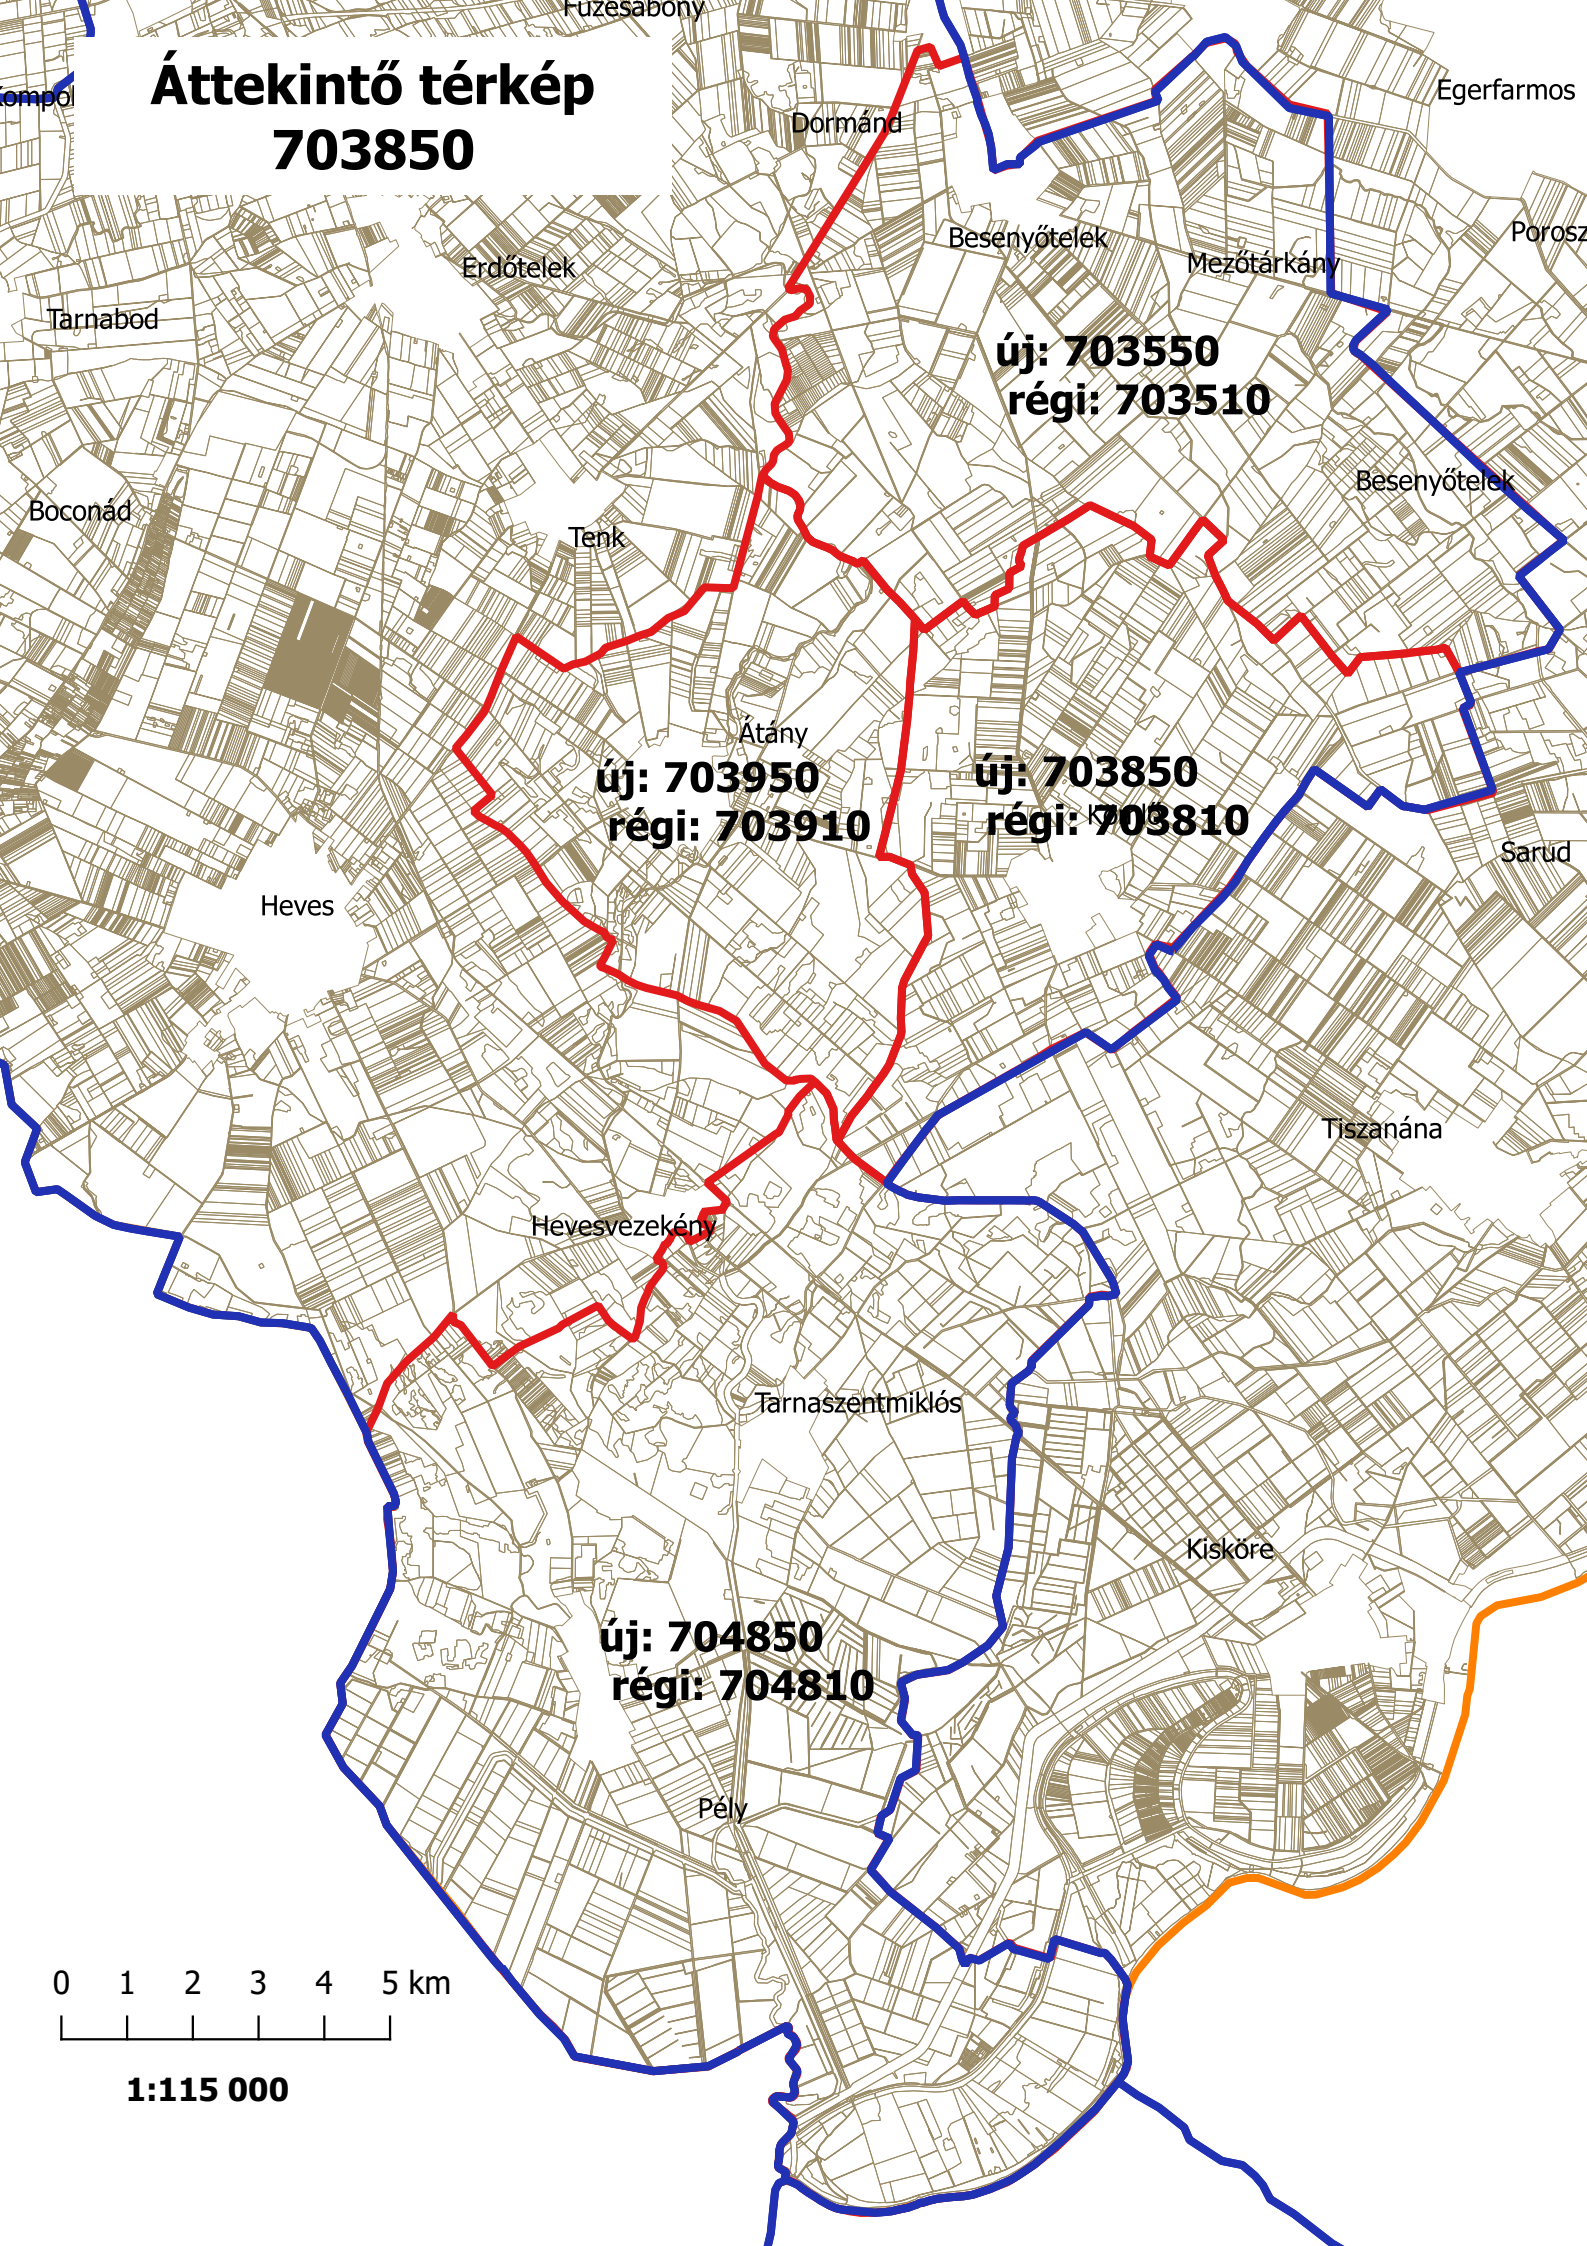 Füzesabony
Áttekintő térkép
703850
Egerfarmos
Dormánd
Besenyőtelek
Mezőtárkány
Erdőtelek
Tarnabod
új: 703550
régi: 703510
Besenyőtelek
Boconád
Tenk
Átány
új: 703950
régi: 703910
új: 703850
régi: 703810
Sarud
Heves
Tiszanána
Hevesvezekény
Tarnaszentmiklós
Kisköre
új: 704850
régi: 704810
Pély
0 1 2 3 4 5 km
1:115 000